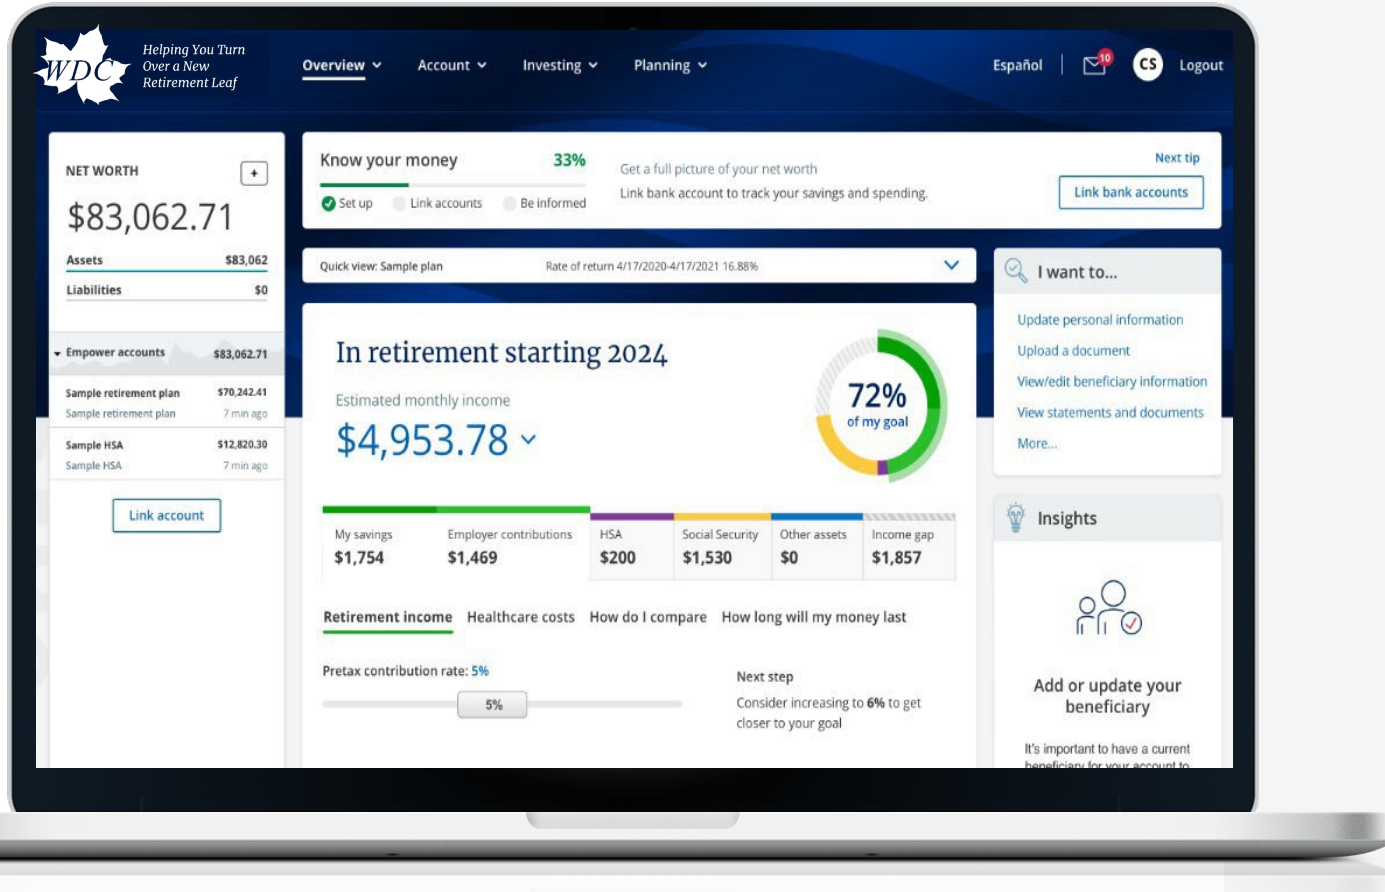 WDC
Helping You Turn
Over a New
Retirement Leaf
Overview
Account
Investing
Planning
Español
10
CS
Logout
NET WORTH
+
$83,062.71
Assets $83,062
Liabilities $0
Empower accounts $83,062.71
Sample retirement plan $70,242.41
Sample retirement plan 7 min ago
Sample HSA $12,820.30
Sample HSA 7 min ago
Link account
Know your money 33%
Set up Link accounts Be informed
Get a full picture of your net worth
Link bank account to track your savings and spending.
Next tip
Link bank accounts
Quick view: Sample plan Rate of return 4/17/2020-4/17/2021 16.88%
In retirement starting 2024
Estimated monthly income
$4,953.78
72%
of my goal
My savings
$1,754
Employer contributions
$1,469
HSA
$200
Social Security
$1,530
Other assets
$0
Income gap
$1,857
Retirement income Healthcare costs How do I compare How long will my money last
Pretax contribution rate: 5%
5%
Next step
Consider increasing to 6% to get
closer to your goal
I want to...
Update personal information
Upload a document
View/edit beneficiary information
View statements and documents
More...
Insights
Add or update your
beneficiary
It's important to have a current
beneficiary for your account to